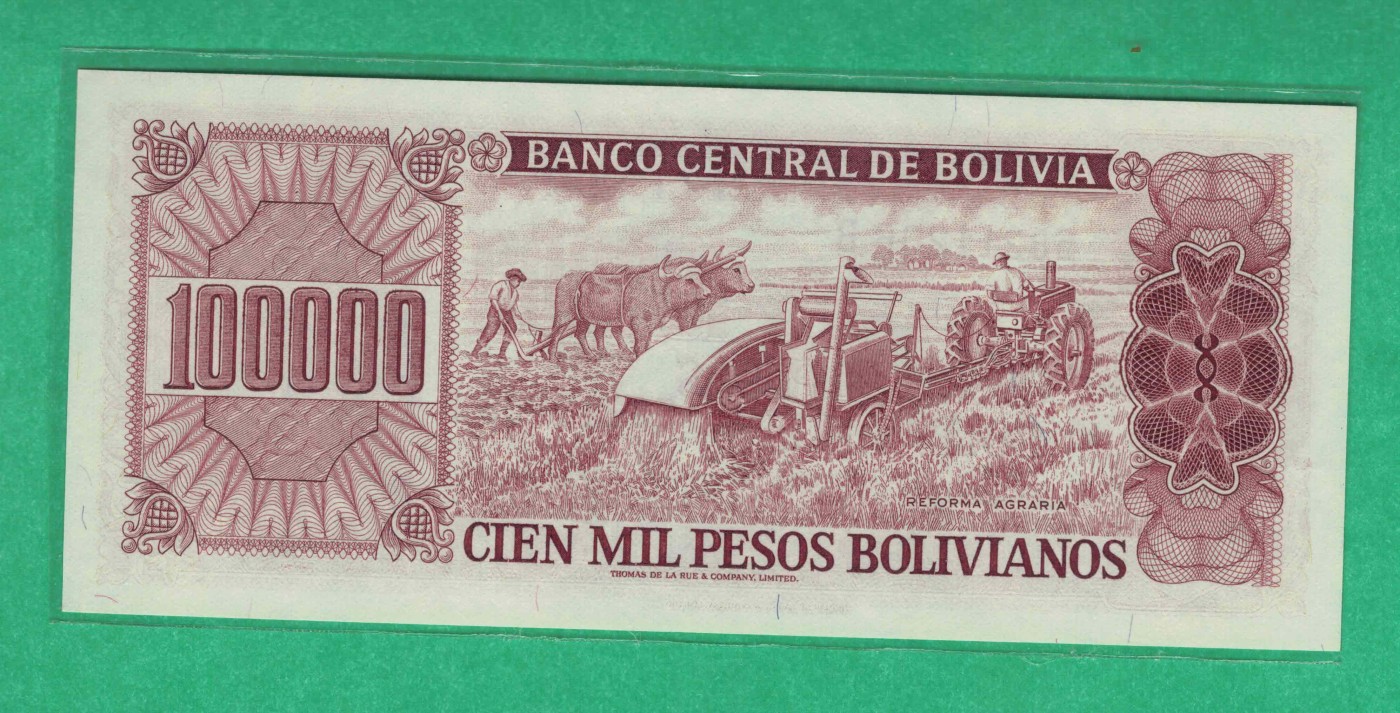 BANCO CENTRAL DE BOLIVIA
100000
REFORMA AGRARIA
CIEN MIL PESOS BOLIVIANOS
THOMAS DE LA RUE & COMPANY, LIMITED.